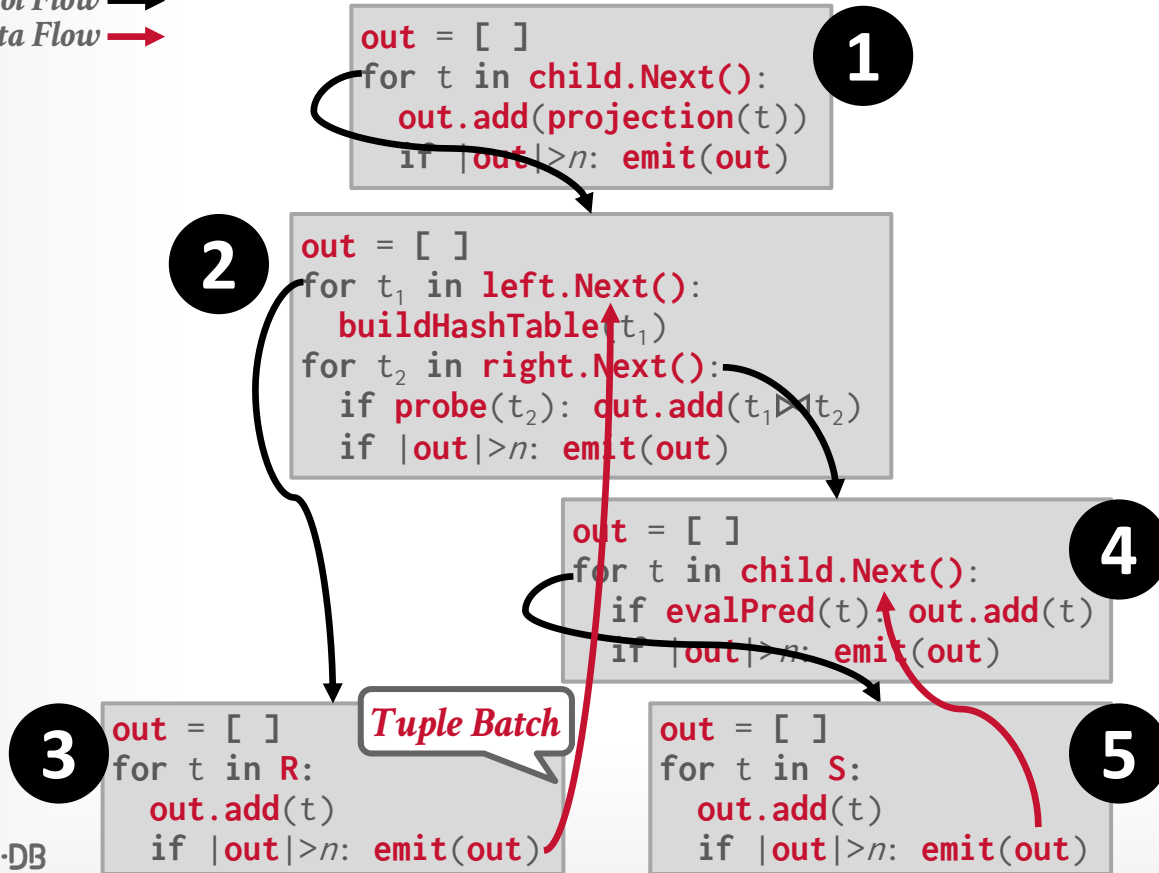 ol Flow
ta Flow
1
out = [ ]
for t in child.Next():
out.add(projection(t))
if |out|>n: emit(out)
2
out = [ ]
for t₁ in left.Next():
buildHashTable(t₁)
for t₂ in right.Next():
if probe(t₂): out.add(t₁⨝t₂)
if |out|>n: emit(out)
4
out = [ ]
for t in child.Next():
if evalPred(t): out.add(t)
if |out|>n: emit(out)
3
Tuple Batch
out = [ ]
for t in R:
out.add(t)
if |out|>n: emit(out)
5
out = [ ]
for t in S:
out.add(t)
if |out|>n: emit(out)
·DB